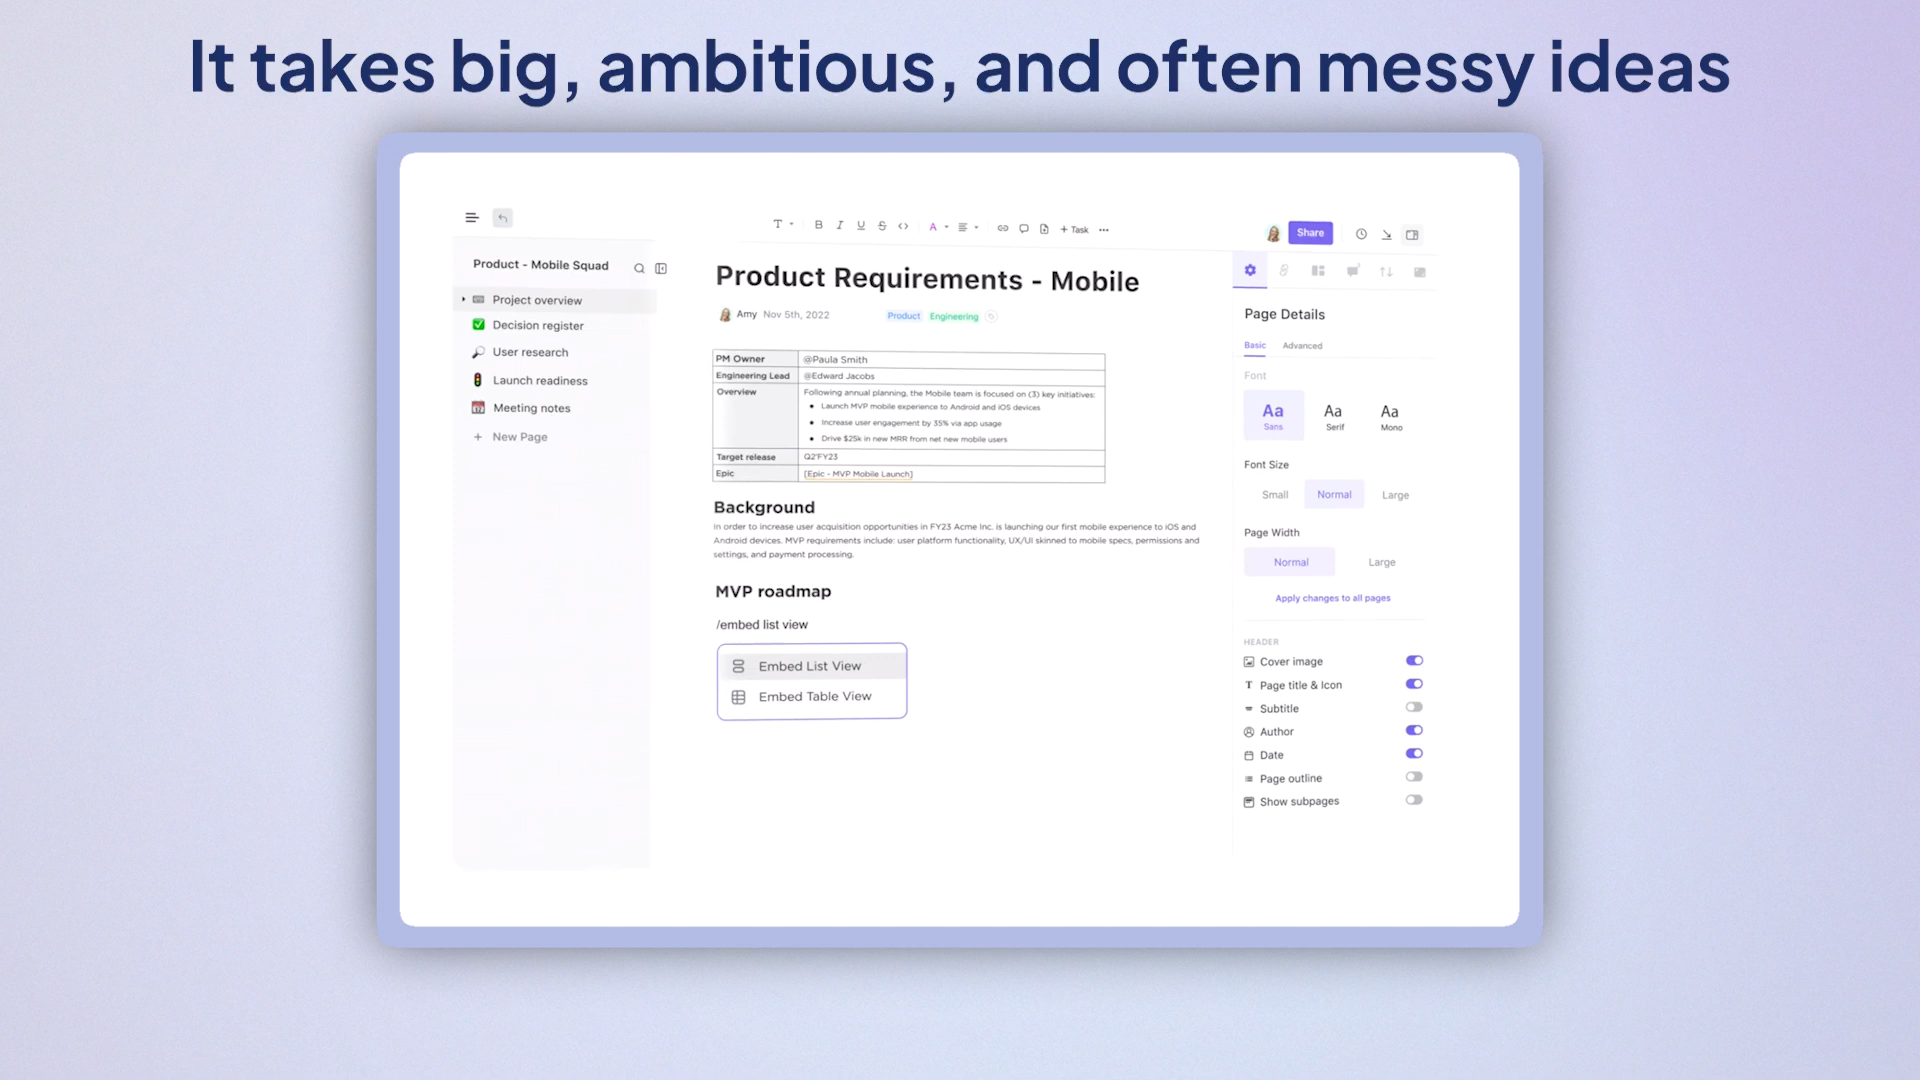 It takes big, ambitious, and often messy ideas
T B I U S <> A + Task ...
Share
Product - Mobile Squad
Project overview
Decision register
User research
Launch readiness
Meeting notes
+ New Page
Product Requirements - Mobile
Amy Nov 5th, 2022 Product Engineering
PM Owner @Paula Smith
Engineering Lead @Edward Jacobs
Overview Following annual planning, the Mobile team is focused on (3) key initiatives:
• Launch MVP mobile experience to Android and iOS devices
• Increase user engagement by 35% via app usage
• Drive $25k in new MRR from net new mobile users
Target release Q2'FY23
Epic [Epic - MVP Mobile Launch]
Background
In order to increase user acquisition opportunities in FY23 Acme Inc. is launching our first mobile experience to iOS and
Android devices. MVP requirements include: user platform functionality, UX/UI skinned to mobile specs, permissions and
settings, and payment processing.
MVP roadmap
/embed list view
Embed List View
Embed Table View
Page Details
Basic Advanced
Font
Aa Aa Aa
Sans Serif Mono
Font Size
Small Normal Large
Page Width
Normal Large
Apply changes to all pages
HEADER
Cover image
T Page title & Icon
Subtitle
Author
Date
Page outline
Show subpages